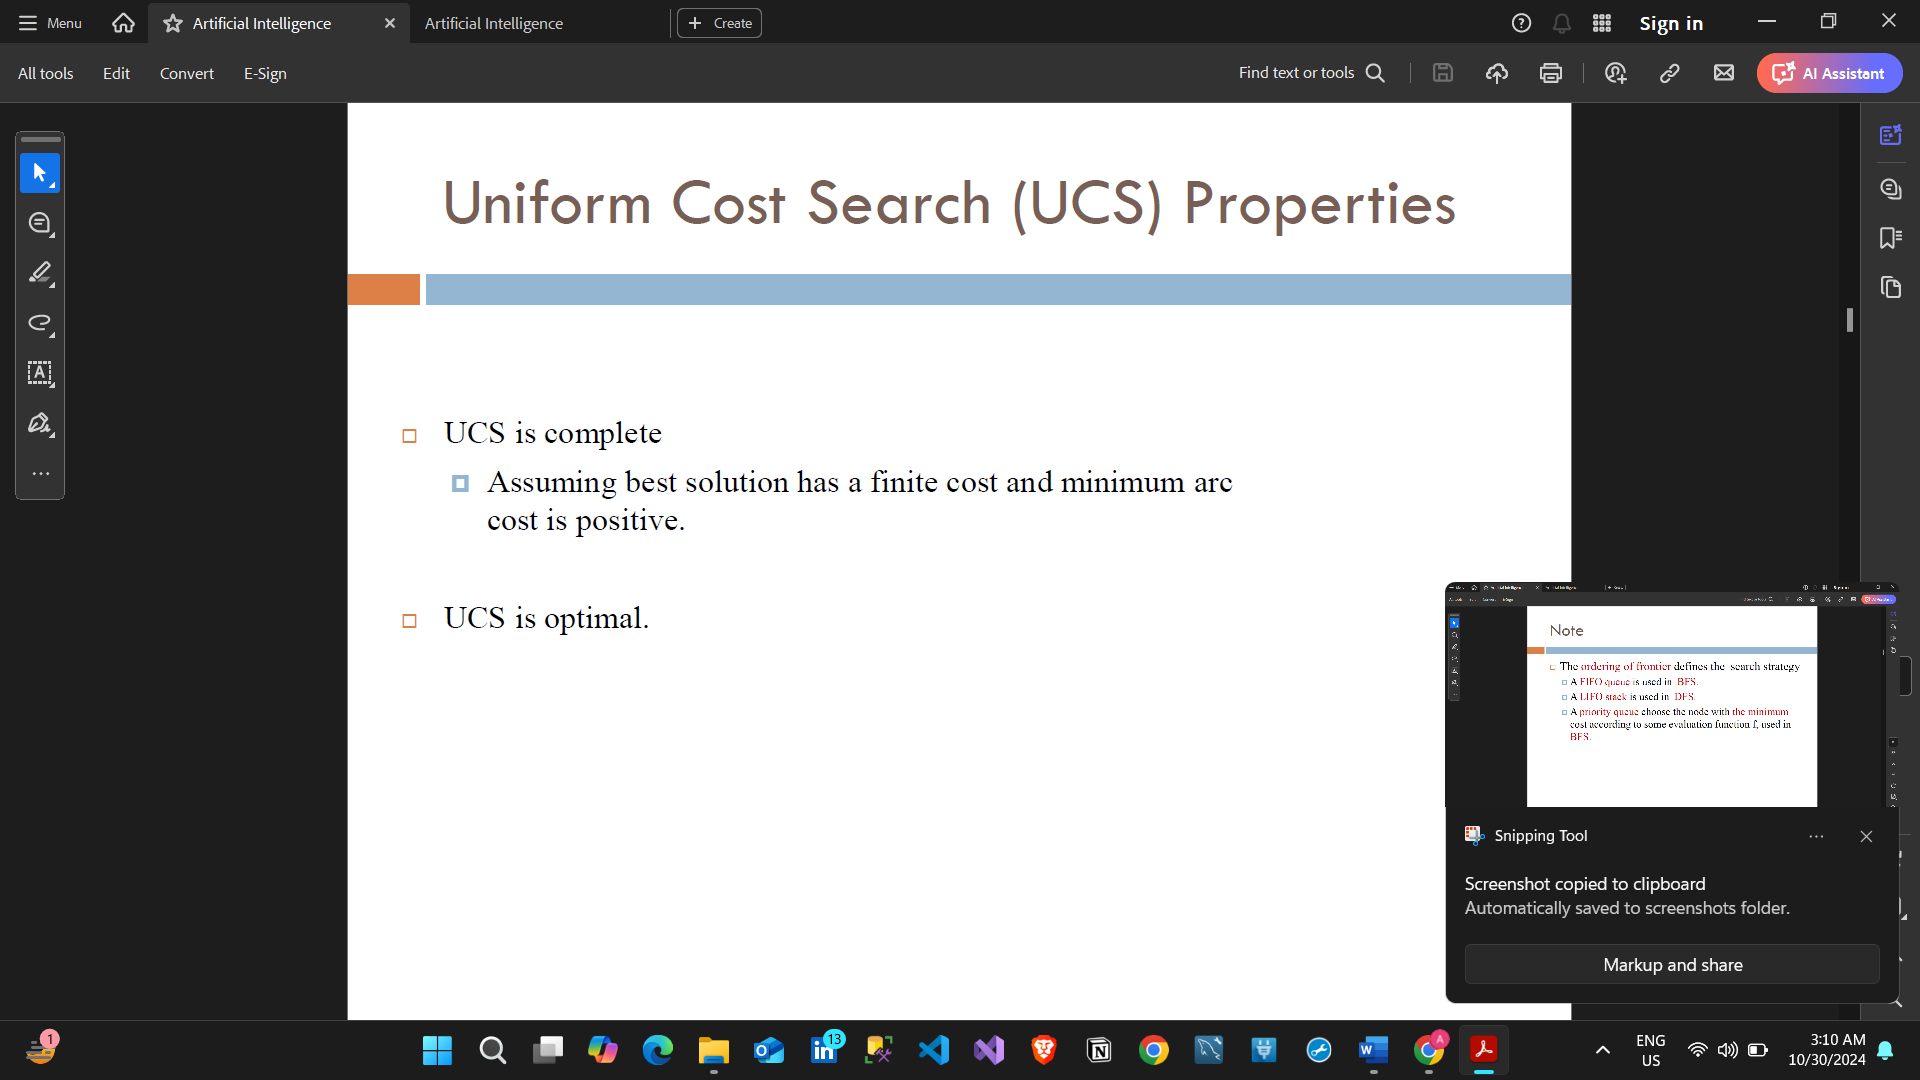 Menu
Artificial Intelligence
Artificial Intelligence
Create
Sign in
All tools
Edit
Convert
E-Sign
Find text or tools
AI Assistant
Uniform Cost Search (UCS) Properties
UCS is complete
Assuming best solution has a finite cost and minimum arc
cost is positive.
UCS is optimal.
Note
The ordering of frontier defines the search strategy
A FIFO queue is used in BFS.
A LIFO stack is used in DFS.
A priority queue choose the node with the minimum
cost according to some evaluation function f, used in
BFS.
Snipping Tool
Screenshot copied to clipboard
Automatically saved to screenshots folder.
Markup and share
1
13
A
ENG
US
3:10 AM
10/30/2024